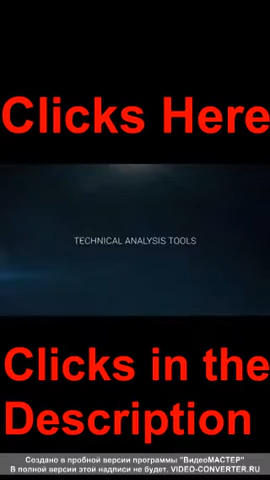 Clicks Here
TECHNICAL ANALYSIS TOOLS
Clicks in the
Description
Создано в пробной версии программы "ВидеоМАСТЕР"
В полной версии этой надписи не будет. VIDEO-CONVERTER.RU